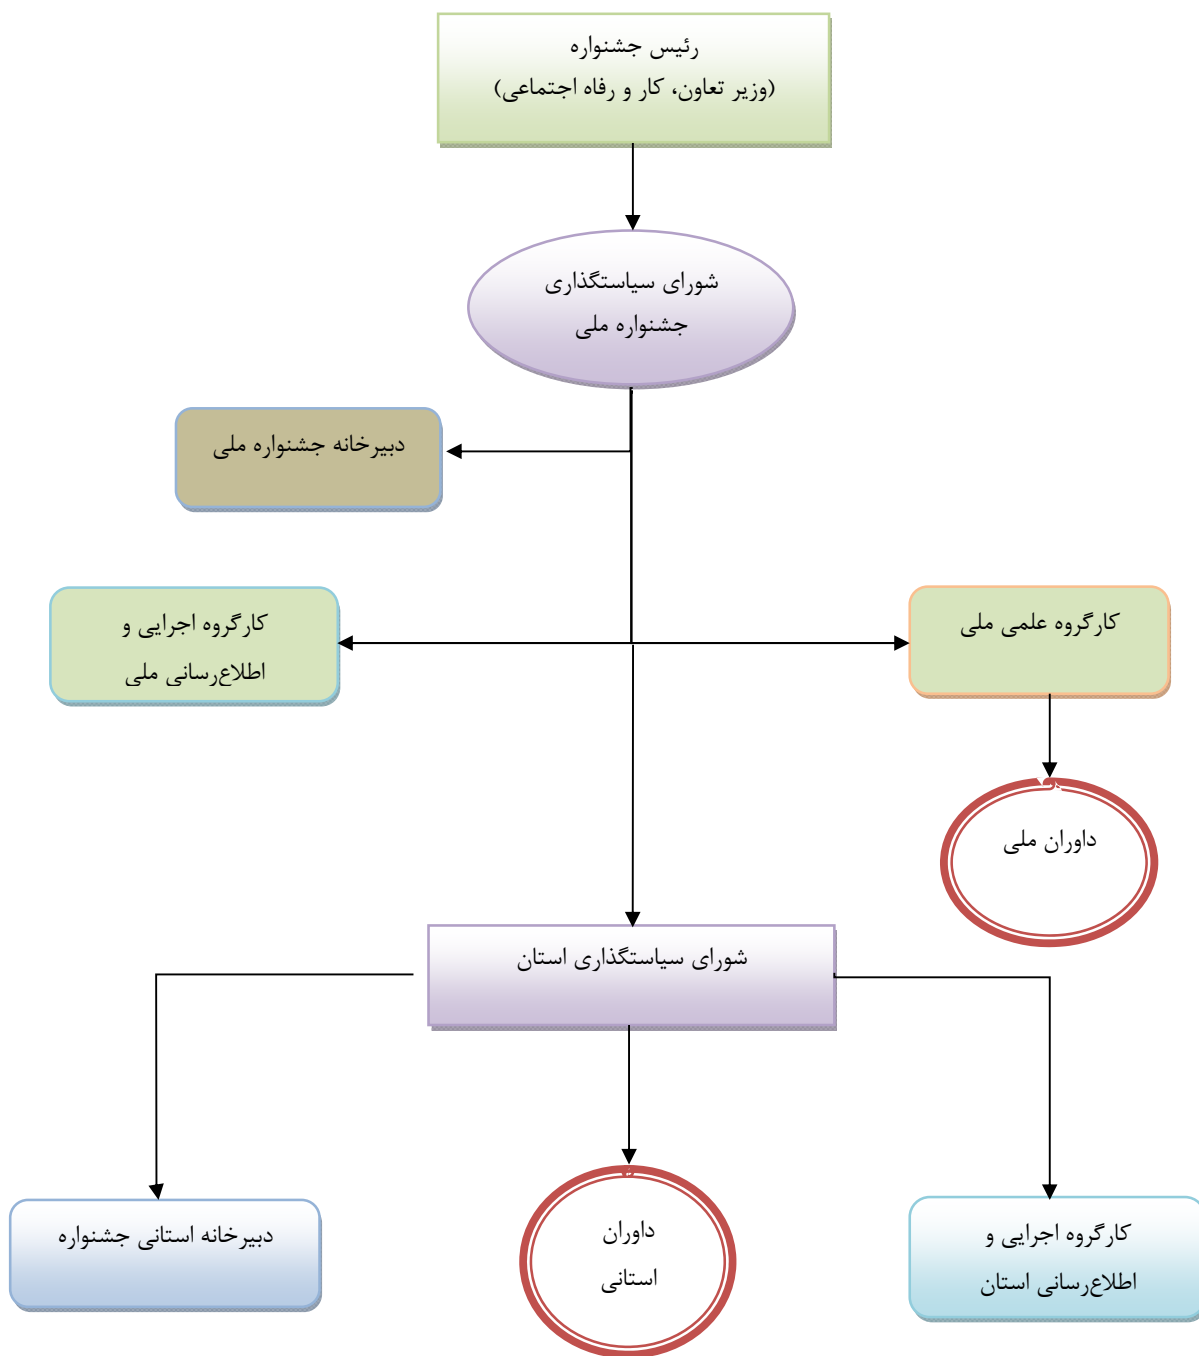 رئیس جشنواره
(وزیر تعاون، کار و رفاه اجتماعی)
شورای سیاستگذاری
جشنواره ملی
دبیرخانه جشنواره ملی
کارگروه علمی ملی
کارگروه اجرایی و
اطلاع‌رسانی ملی
داوران ملی
شورای سیاستگذاری استان
کارگروه اجرایی و
اطلاع‌رسانی استان
داوران
استانی
دبیرخانه استانی جشنواره